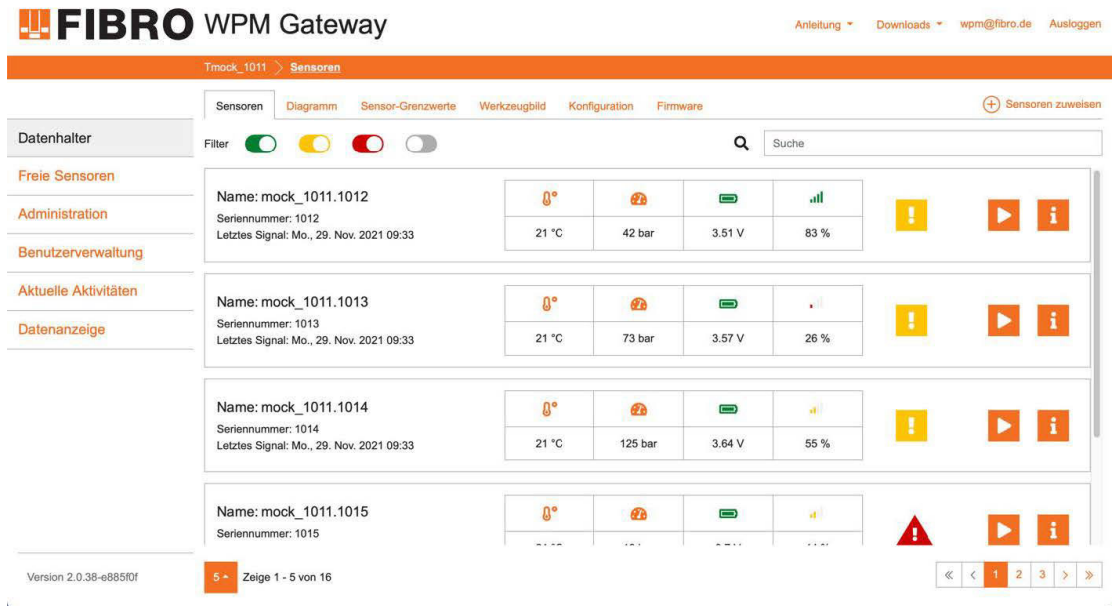 FIBRO WPM Gateway
Anleitung Downloads wpm@fibro.de Ausloggen
Tmock_1011 Sensoren
Sensoren Diagramm Sensor-Grenzwerte Werkzeugbild Konfiguration Firmware Sensoren zuweisen
Datenhalter
Filter
Suche
Freie Sensoren
Administration
Benutzerverwaltung
Aktuelle Aktivitäten
Datenanzeige
Name: mock_1011.1012
Seriennummer: 1012
Letztes Signal: Mo., 29. Nov. 2021 09:33
21 °C 42 bar 3.51 V 83 %
Name: mock_1011.1013
Seriennummer: 1013
Letztes Signal: Mo., 29. Nov. 2021 09:33
21 °C 73 bar 3.57 V 26 %
Name: mock_1011.1014
Seriennummer: 1014
Letztes Signal: Mo., 29. Nov. 2021 09:33
21 °C 125 bar 3.64 V 55 %
Name: mock_1011.1015
Seriennummer: 1015
Version 2.0.38-e885f0f
5 Zeige 1 - 5 von 16
« < 1 2 3 > »